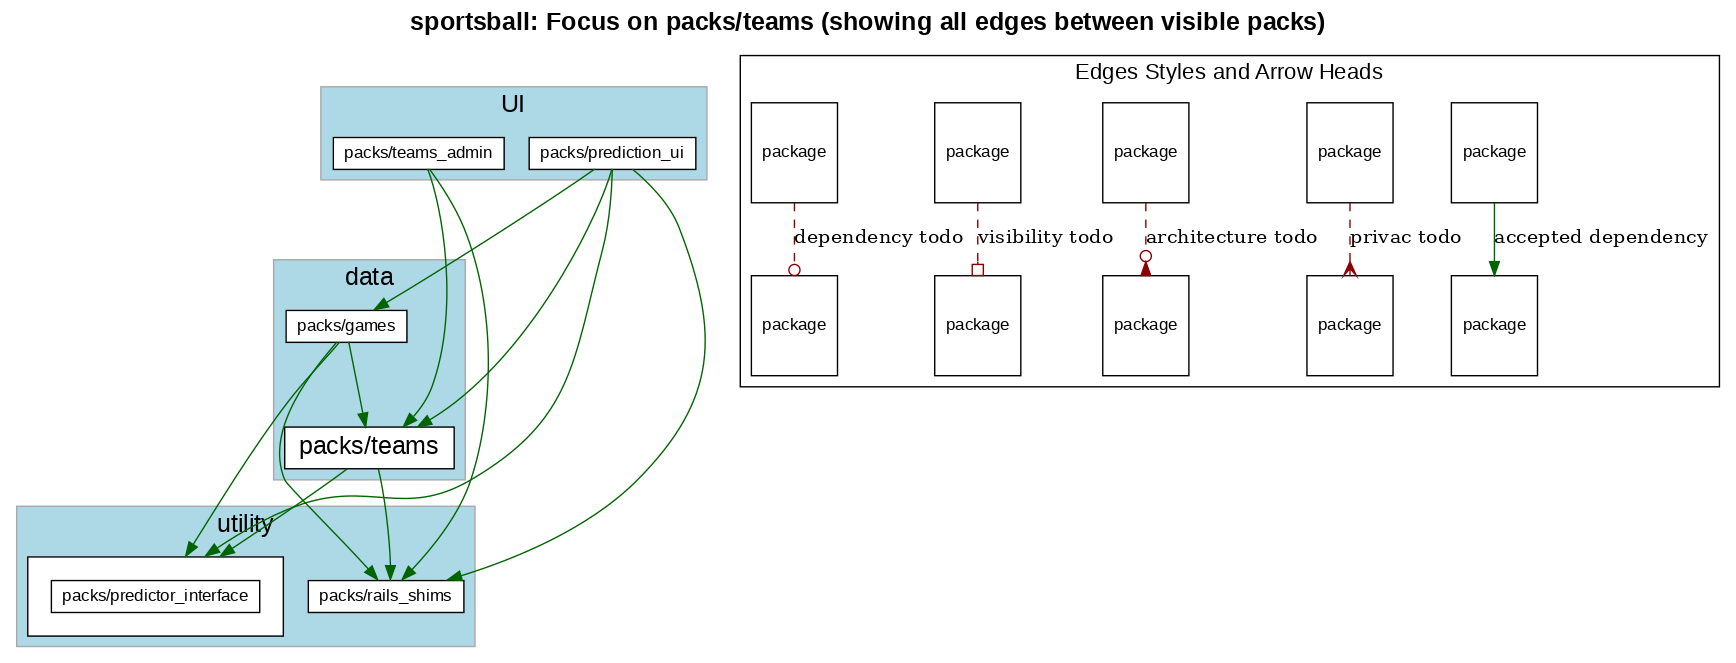 sportsball: Focus on packs/teams (showing all edges between visible packs)
UI
packs/teams_admin
packs/prediction_ui
data
packs/games
packs/teams
utility
packs/predictor_interface
packs/rails_shims
Edges Styles and Arrow Heads
package
package
package
package
package
dependency todo
visibility todo
architecture todo
privac todo
accepted dependency
package
package
package
package
package